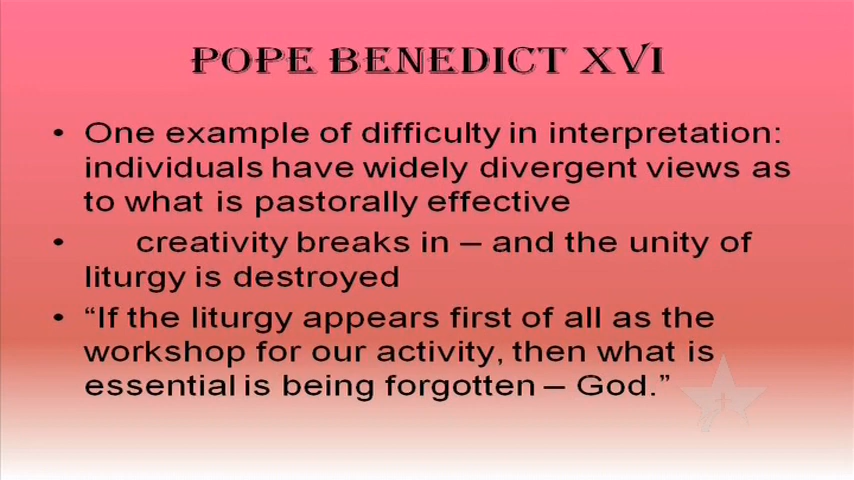 POPE BENEDICT XVI
• One example of difficulty in interpretation:
individuals have widely divergent views as
to what is pastorally effective
• creativity breaks in – and the unity of
liturgy is destroyed
• “If the liturgy appears first of all as the
workshop for our activity, then what is
essential is being forgotten – God.”